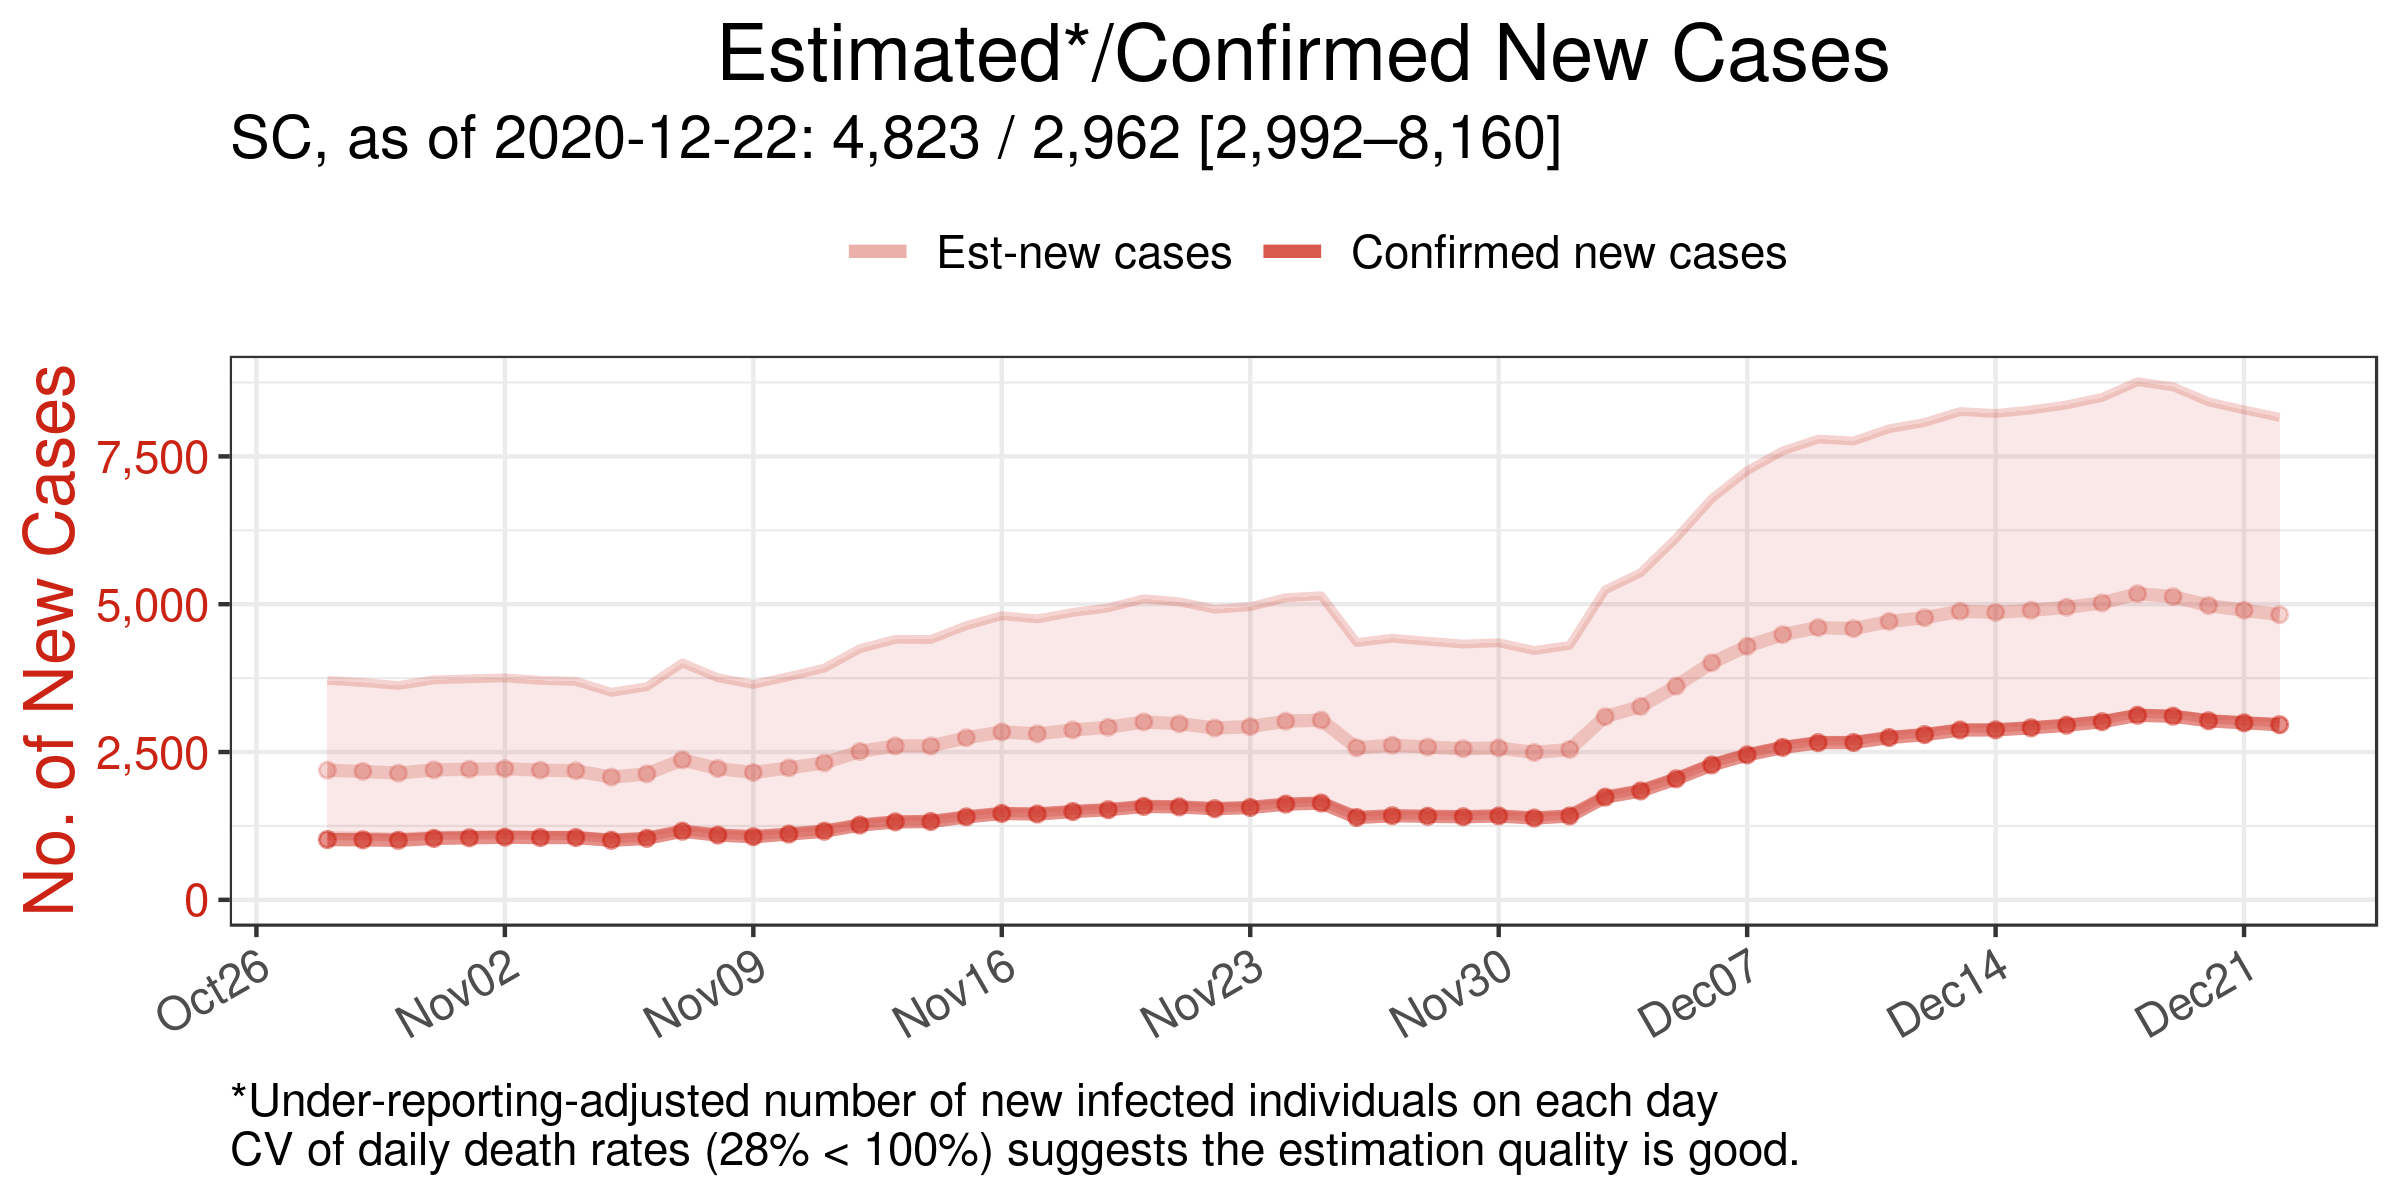 Estimated*/Confirmed New Cases
SC, as of 2020-12-22: 4,823 / 2,962 [2,992–8,160]
Est-new cases Confirmed new cases
No. of New Cases
7,500
5,000
2,500
0
Oct26 Nov02 Nov09 Nov16 Nov23 Nov30 Dec07 Dec14 Dec21
*Under-reporting-adjusted number of new infected individuals on each day
CV of daily death rates (28% < 100%) suggests the estimation quality is good.